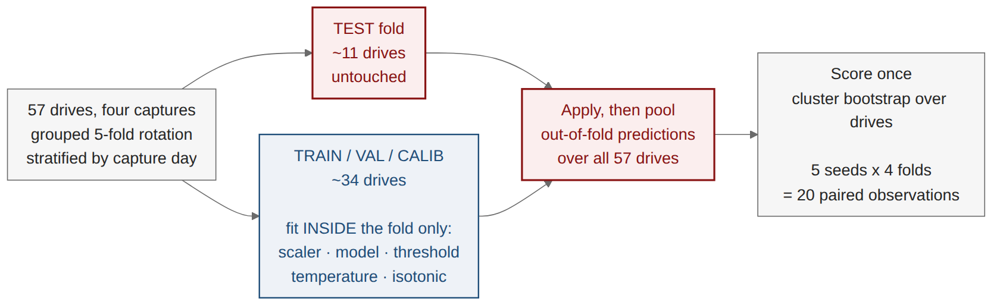 57 drives, four captures
grouped 5-fold rotation
stratified by capture day
TEST fold
~11 drives
untouched
TRAIN / VAL / CALIB
~34 drives
fit INSIDE the fold only:
scaler · model · threshold
temperature · isotonic
Apply, then pool
out-of-fold predictions
over all 57 drives
Score once
cluster bootstrap over
drives
5 seeds x 4 folds
= 20 paired observations